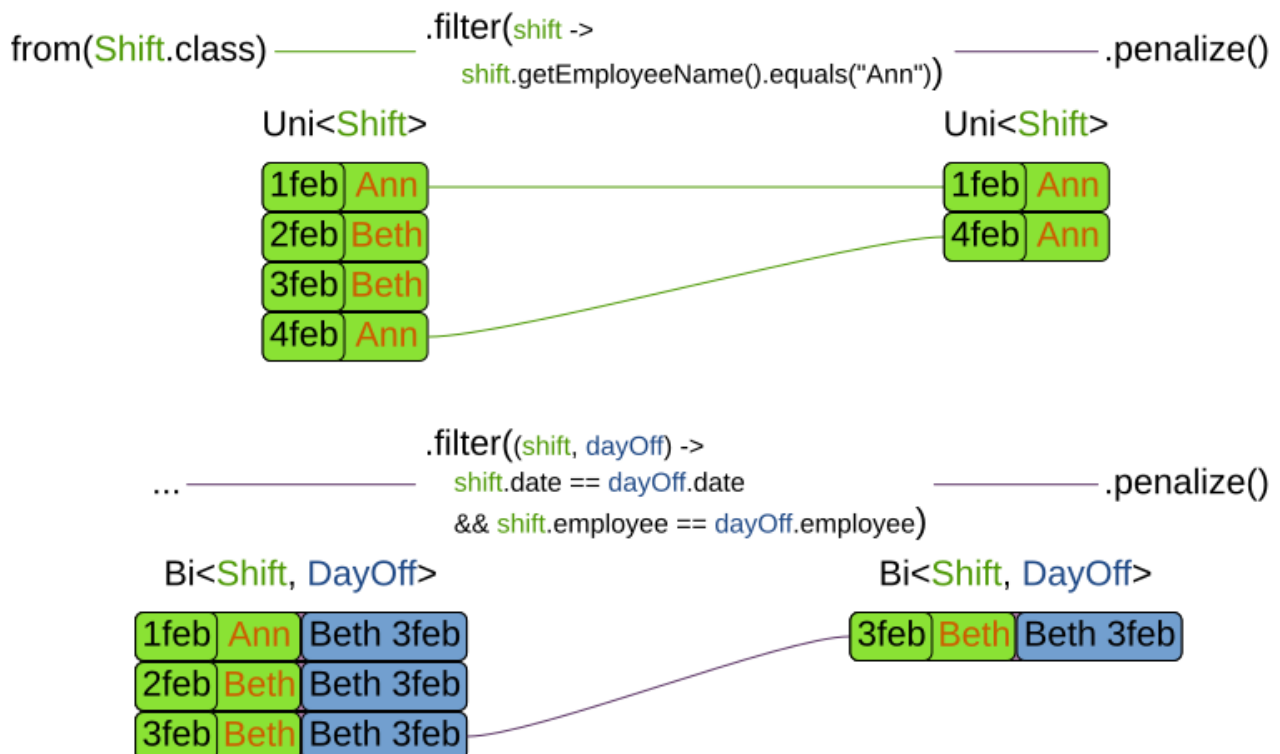 from(Shift.class)
.filter(shift ->
shift.getEmployeeName().equals("Ann"))
.penalize()
Uni<Shift>
Uni<Shift>
1feb Ann
1feb Ann
2feb Beth
4feb Ann
3feb Beth
4feb Ann
...
.filter((shift, dayOff) ->
shift.date == dayOff.date
&& shift.employee == dayOff.employee)
.penalize()
Bi<Shift, DayOff>
Bi<Shift, DayOff>
1feb Ann Beth 3feb
3feb Beth Beth 3feb
2feb Beth Beth 3feb
3feb Beth Beth 3feb